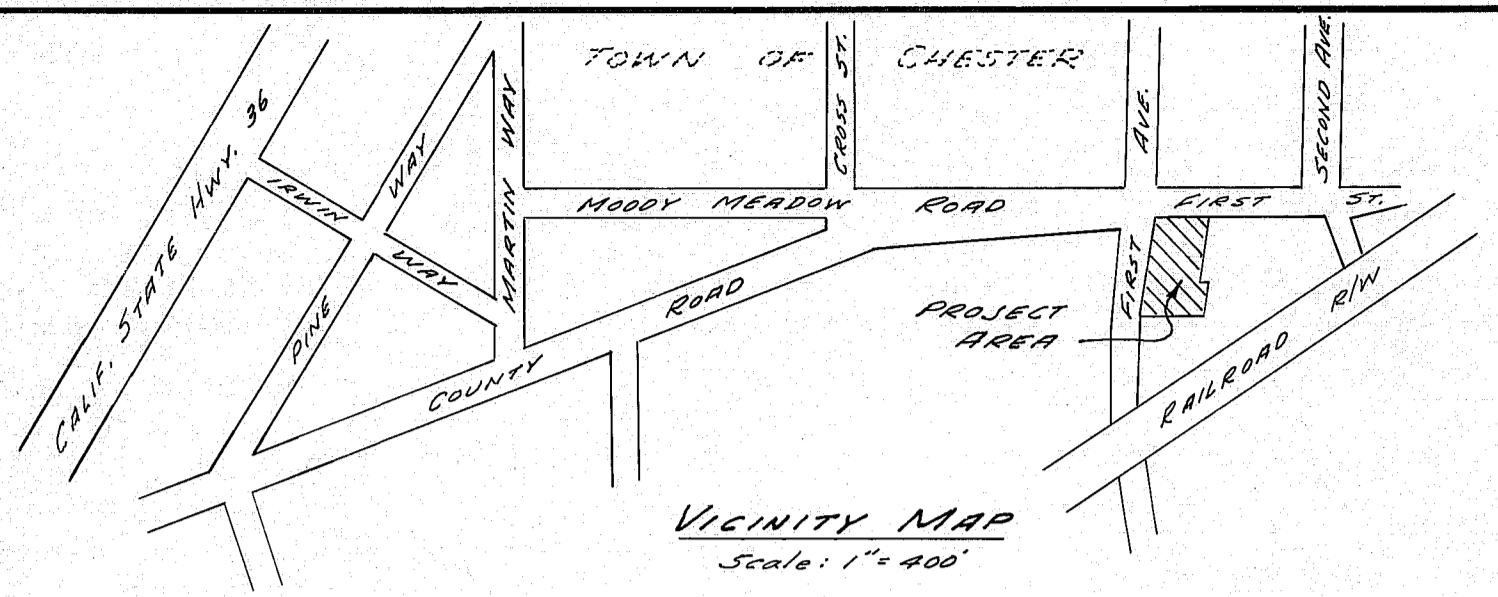 TOWN OF CHESTER
CALIF. STATE HWY. 36
IRWIN WAY
PINE WAY
MARTIN WAY
CROSS ST.
FIRST AVE.
SECOND AVE.
MOODY MEADOW ROAD
FIRST ST.
COUNTY ROAD
PROJECT
AREA
RAILROAD R/W
VICINITY MAP
Scale: 1"=400'